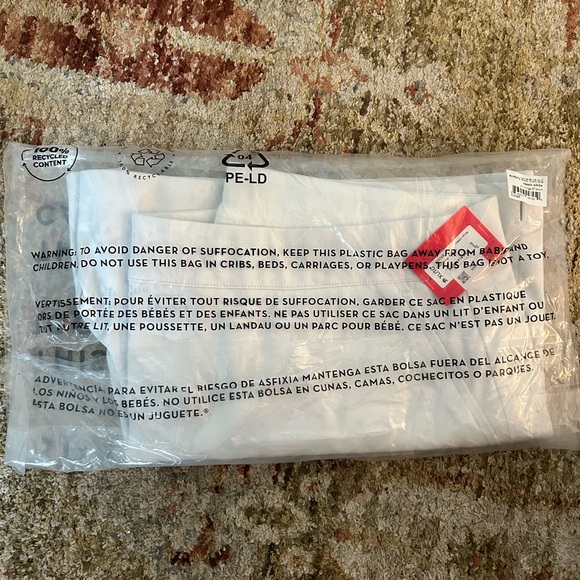 100%
RECYCLED
CONTENT
RECYCLABLE
04
PE-LD
WARNING: TO AVOID DANGER OF SUFFOCATION, KEEP THIS PLASTIC BAG AWAY FROM BABIES AND
CHILDREN. DO NOT USE THIS BAG IN CRIBS, BEDS, CARRIAGES, OR PLAYPENS. THIS BAG IS NOT A TOY.
VERTISSEMENT: POUR ÉVITER TOUT RISQUE DE SUFFOCATION, GARDER CE SAC EN PLASTIQUE
ORS DE PORTÉE DES BÉBÉS ET DES ENFANTS. NE PAS UTILISER CE SAC DANS UN LIT D'ENFANT OU
TOUT AUTRE LIT, UNE POUSSETTE, UN LANDAU OU UN PARC POUR BÉBÉ. CE SAC N'EST PAS UN JOUET.
ADVERTENCIA: PARA EVITAR EL RIESGO DE ASFIXIA MANTENGA ESTA BOLSA FUERA DEL ALCANCE DE
LOS NIÑOS Y LOS BEBÉS. NO UTILICE ESTA BOLSA EN CUNAS, CAMAS, COCHECITOS O PARQUES.
ESTA BOLSA NO ES UN JUGUETE.